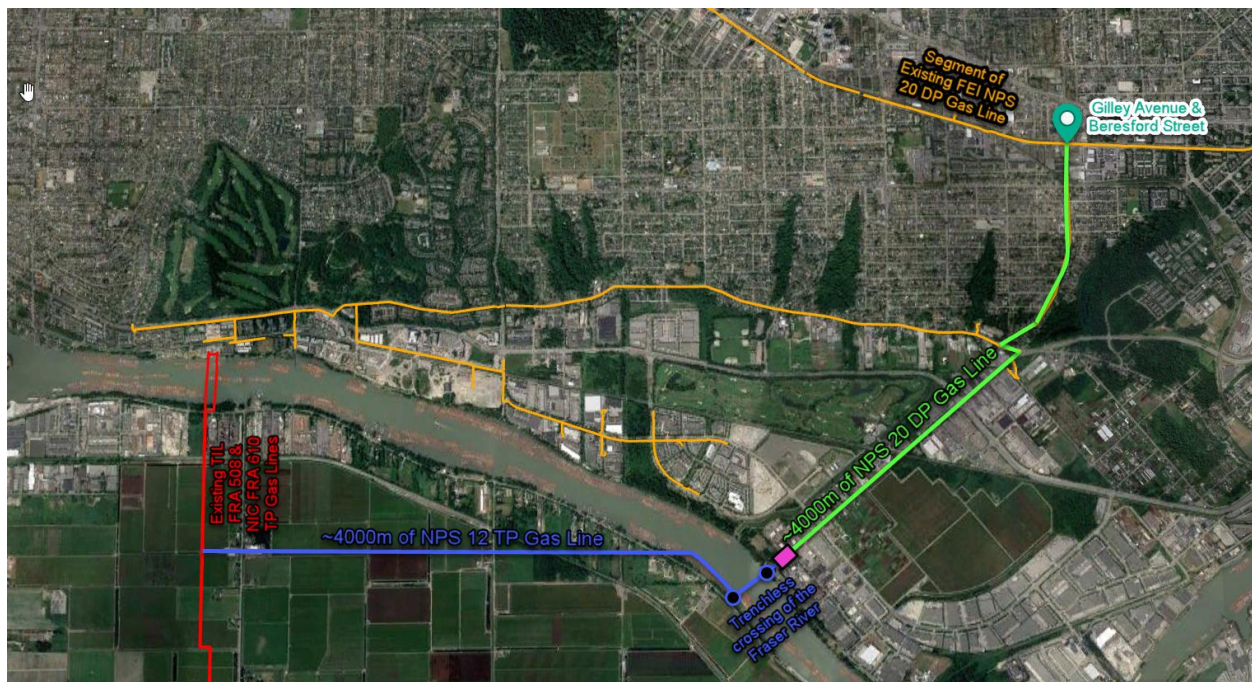 Segment of
Existing FEI NPS
20 DP Gas Line
Gilley Avenue &
Beresford Street
~4000m of NPS 20 DP Gas Line
Existing TIL
FRA 508 &
NIC FRA 610
TP Gas Lines
~4000m of NPS 12 TP Gas Line
Trenchless
crossing of the
Fraser River